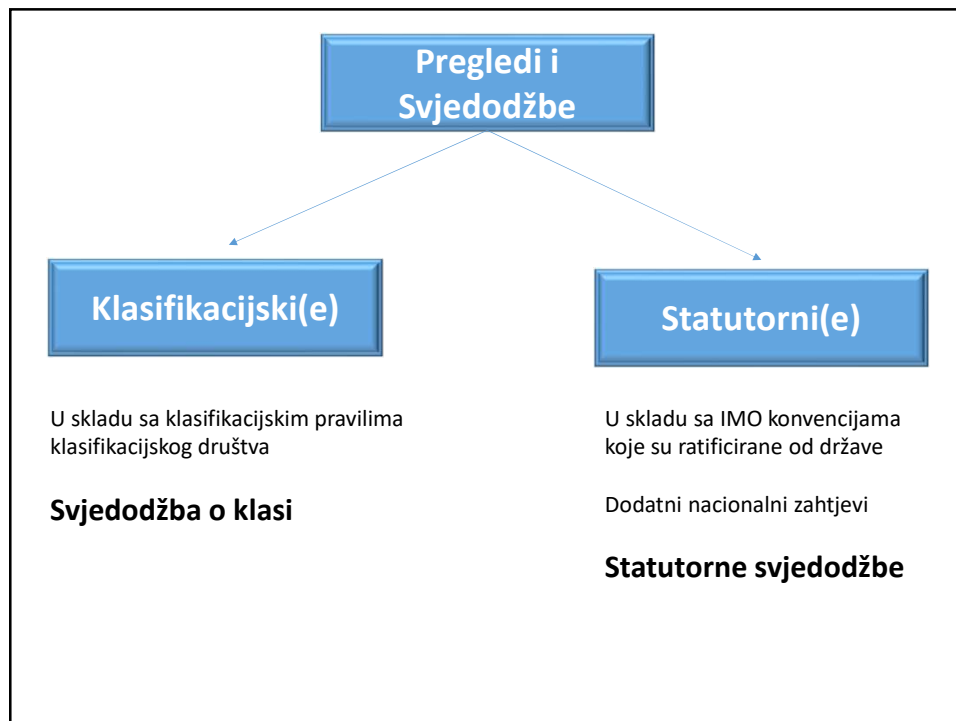 Pregledi i
Svjedodžbe
Klasifikacijski(e)
Statutorni(e)
U skladu sa klasifikacijskim pravilima
klasifikacijskog društva
Svjedodžba o klasi
U skladu sa IMO konvencijama
koje su ratificirane od države
Dodatni nacionalni zahtjevi
Statutorne svjedodžbe